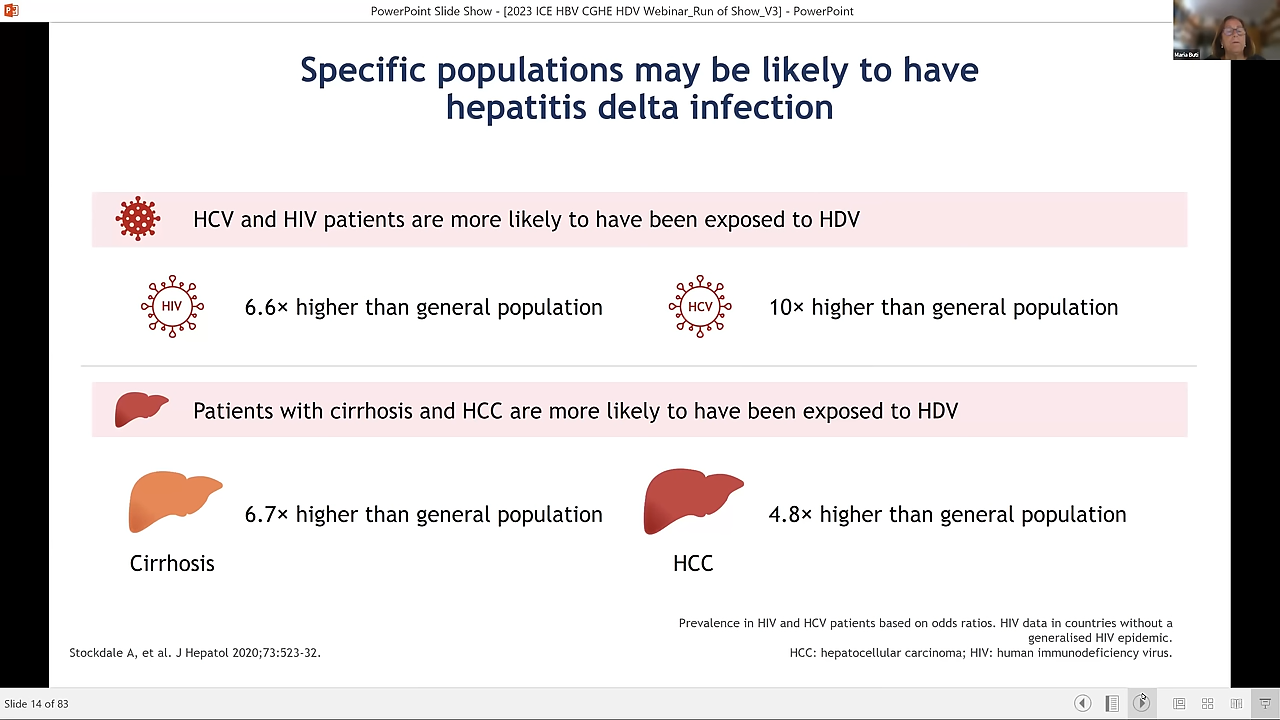 PowerPoint Slide Show - [2023 ICE HBV CGHE HDV Webinar_Run of Show_V3] - PowerPoint
Maria Buti
Specific populations may be likely to have
hepatitis delta infection
HCV and HIV patients are more likely to have been exposed to HDV
HIV
6.6× higher than general population
HCV
10× higher than general population
Patients with cirrhosis and HCC are more likely to have been exposed to HDV
6.7× higher than general population
4.8× higher than general population
Cirrhosis
HCC
Prevalence in HIV and HCV patients based on odds ratios. HIV data in countries without a
generalised HIV epidemic.
Stockdale A, et al. J Hepatol 2020;73:523-32.
HCC: hepatocellular carcinoma; HIV: human immunodeficiency virus.
Slide 14 of 83